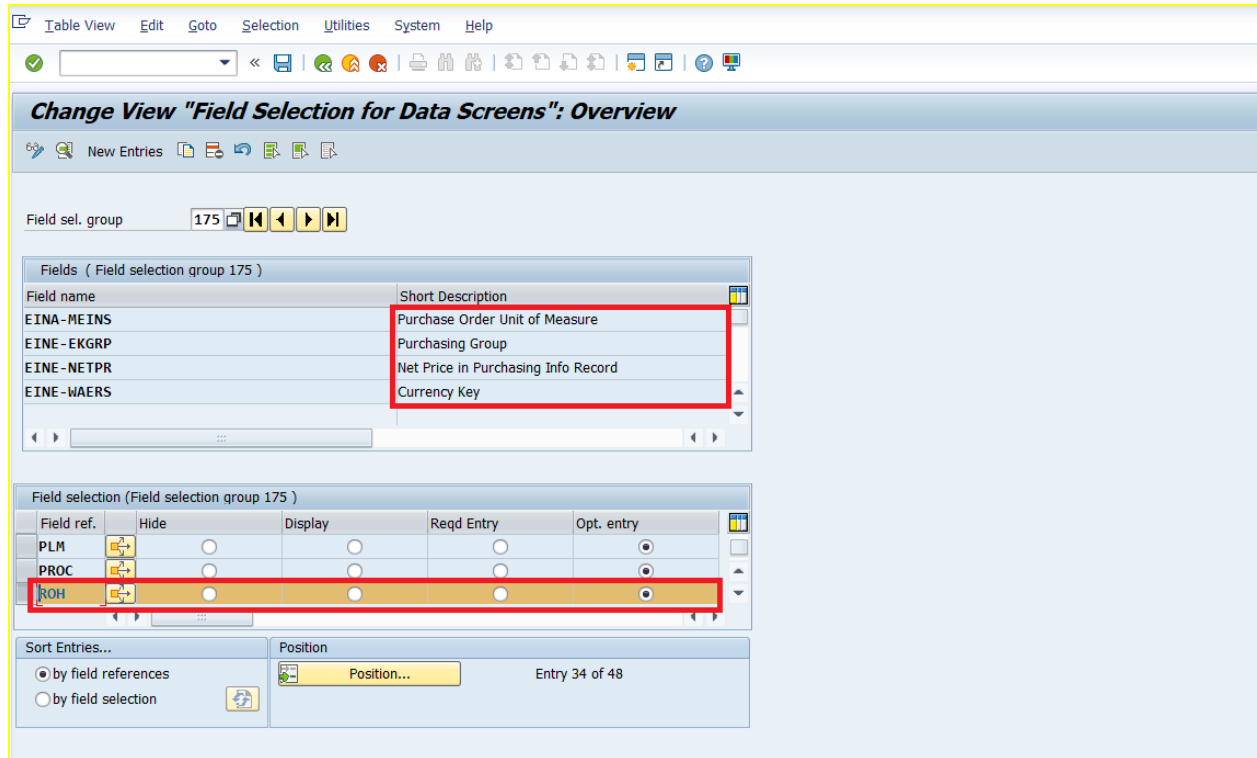 Table View Edit Goto Selection Utilities System Help
Change View "Field Selection for Data Screens": Overview
New Entries
Field sel. group 175
Fields ( Field selection group 175 )
Field name Short Description
EINA-MEINS Purchase Order Unit of Measure
EINE-EKGRP Purchasing Group
EINE-NETPR Net Price in Purchasing Info Record
EINE-WAERS Currency Key
Field selection (Field selection group 175 )
Field ref. Hide Display Reqd Entry Opt. entry
PLM
PROC
ROH
Sort Entries... Position
by field references Position... Entry 34 of 48
by field selection